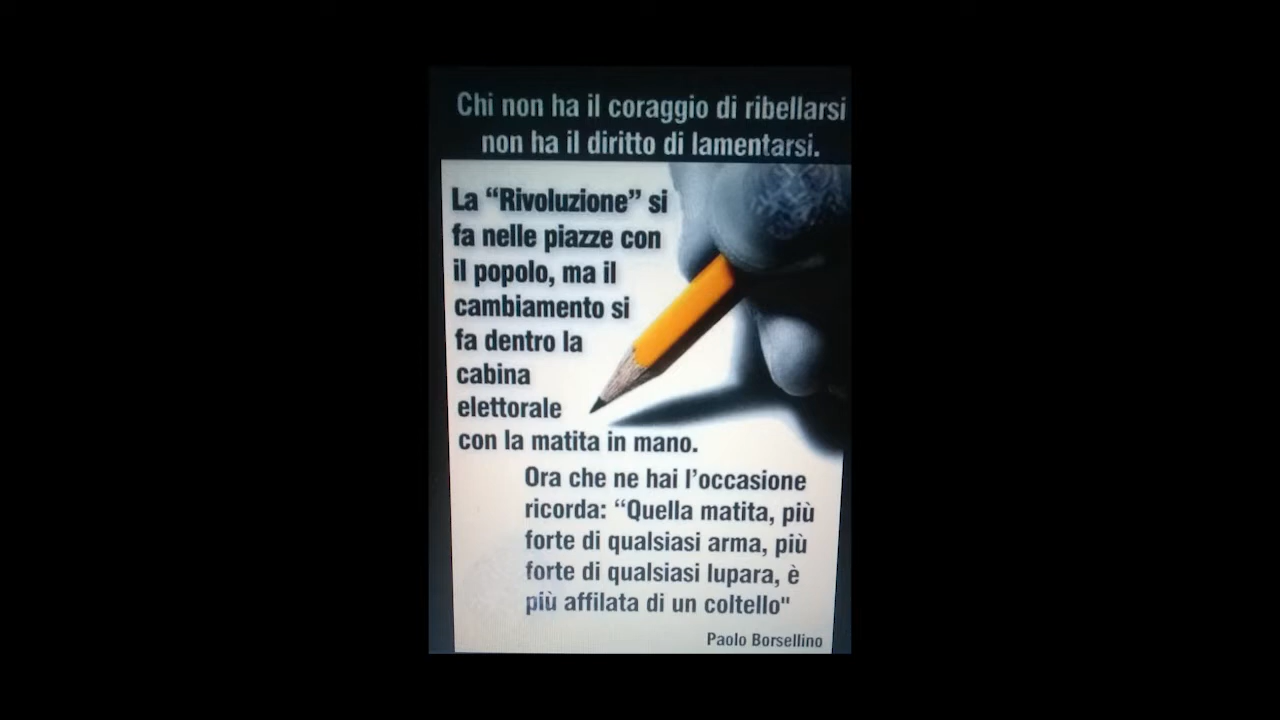 Chi non ha il coraggio di ribellarsi
non ha il diritto di lamentarsi.
La “Rivoluzione” si
fa nelle piazze con
il popolo, ma il
cambiamento si
fa dentro la
cabina
elettorale
con la matita in mano.
Ora che ne hai l’occasione
ricorda: “Quella matita, più
forte di qualsiasi arma, più
forte di qualsiasi lupara, è
più affilata di un coltello"
Paolo Borsellino